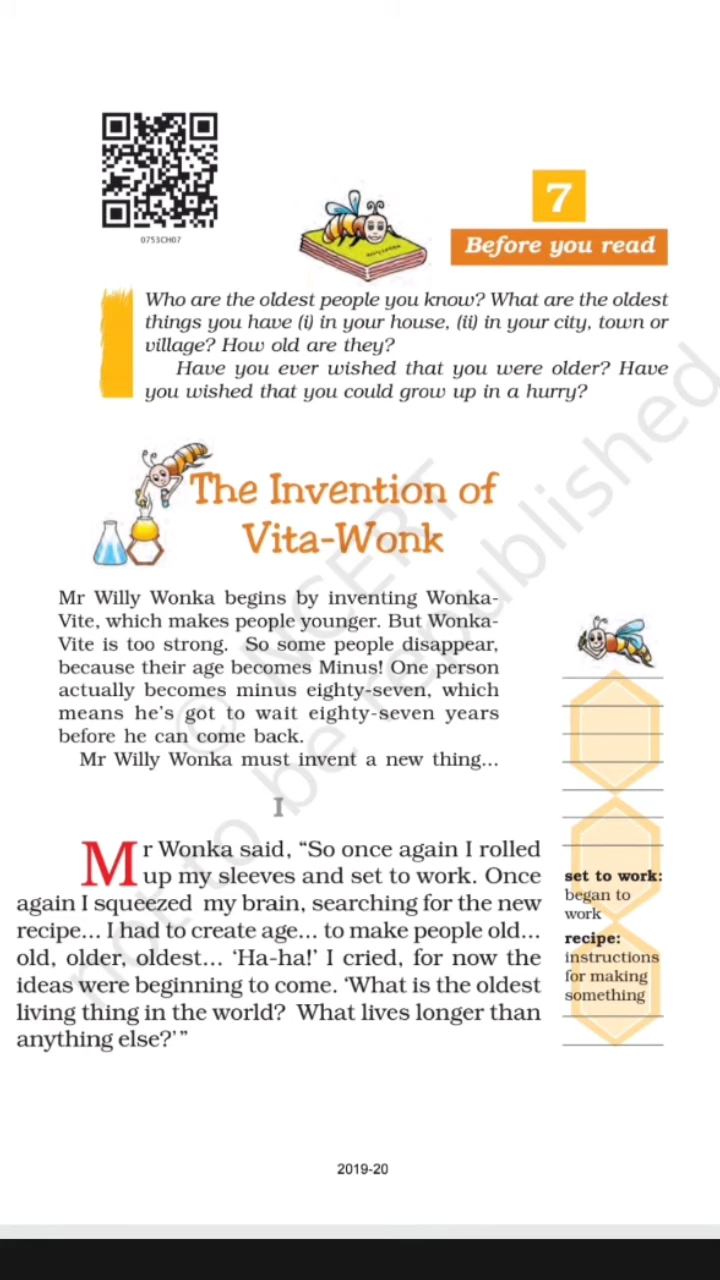 0753CH07
7
Before you read
Who are the oldest people you know? What are the oldest
things you have (i) in your house, (ii) in your city, town or
village? How old are they?
Have you ever wished that you were older? Have
you wished that you could grow up in a hurry?
The Invention of
Vita-Wonk
Mr Willy Wonka begins by inventing Wonka-
Vite, which makes people younger. But Wonka-
Vite is too strong. So some people disappear,
because their age becomes Minus! One person
actually becomes minus eighty-seven, which
means he's got to wait eighty-seven years
before he can come back.
Mr Willy Wonka must invent a new thing...
I
Mr Wonka said, “So once again I rolled
up my sleeves and set to work. Once
again I squeezed my brain, searching for the new
recipe... I had to create age... to make people old...
old, older, oldest... ‘Ha-ha!’ I cried, for now the
ideas were beginning to come. ‘What is the oldest
living thing in the world? What lives longer than
anything else?’”
set to work:
began to
work
recipe:
instructions
for making
something
© NCERT
not to be republished
2019-20